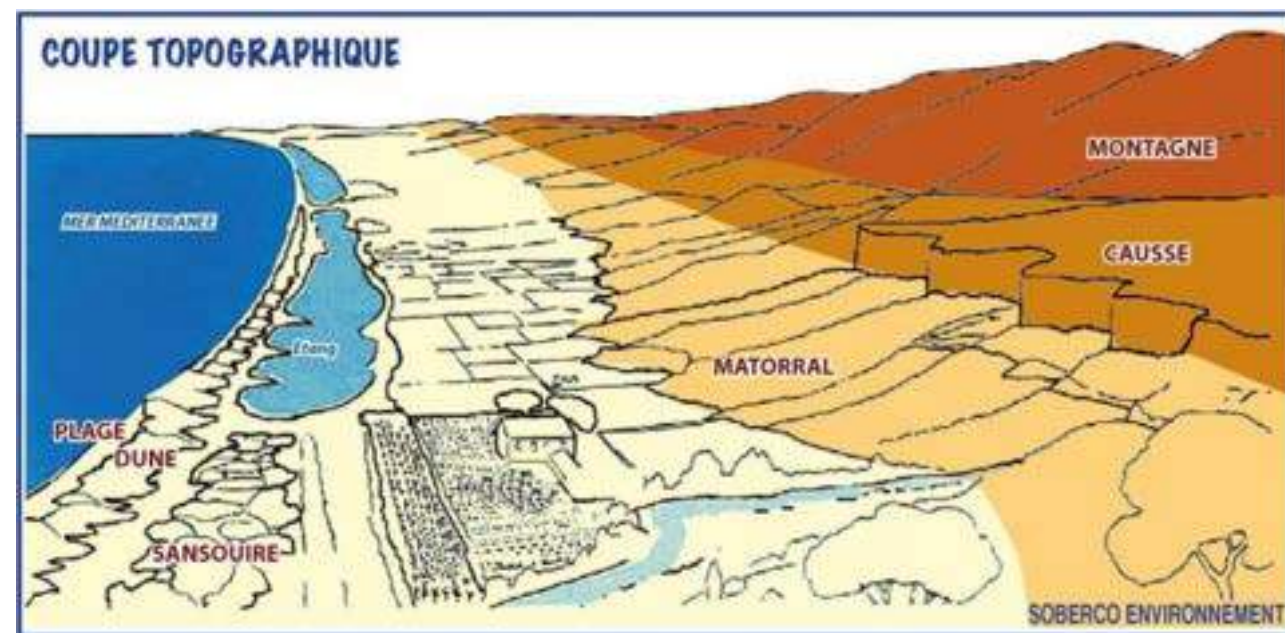 COUPE TOPOGRAPHIQUE
MONTAGNE
MER MEDITERRANEE
CAUSSE
Etang
MATORRAL
PLAGE
DUNE
SANSOUIRE
SOBERCO ENVIRONNEMENT